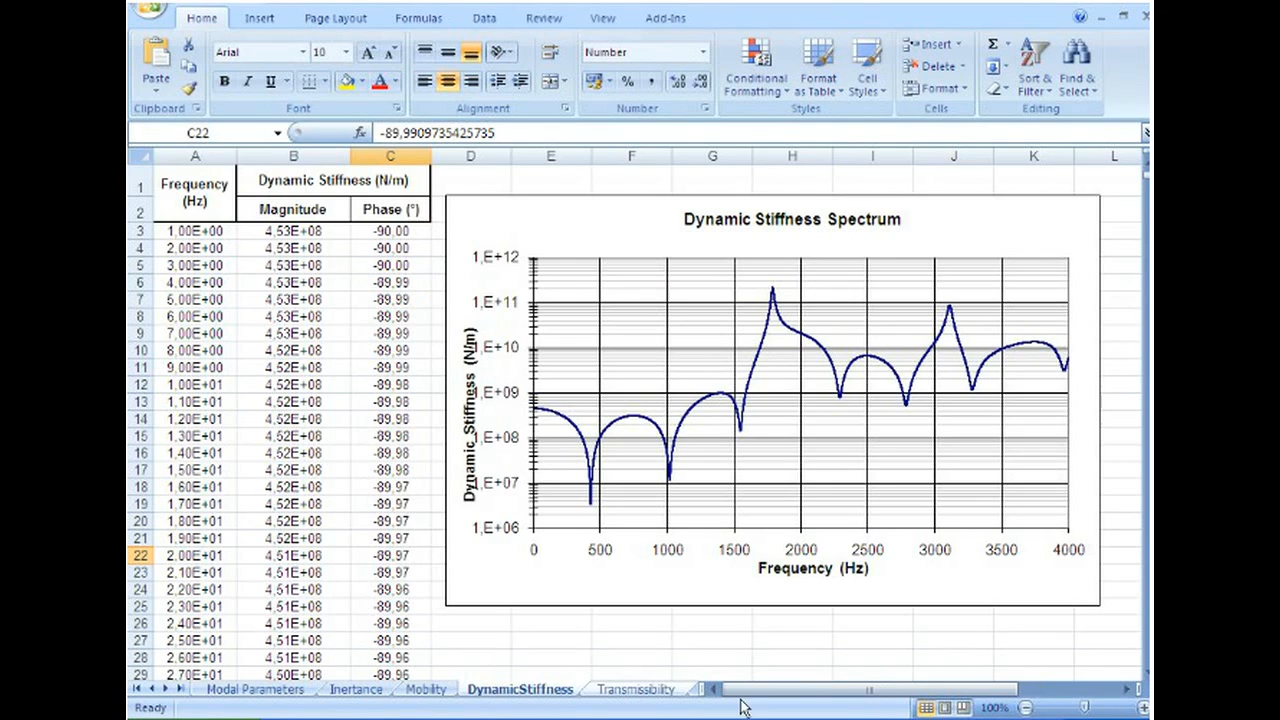 Home Insert Page Layout Formulas Data Review View Add-Ins
Arial 10 A A Number Insert Σ
Paste B I U A % , Conditional Formatting Format as Table Cell Styles Delete Format Sort & Filter Find & Select
Clipboard Font Alignment Number Styles Cells Editing
C22 fx -89,9909735425735
A B C D E F G H I J K L
1 Frequency (Hz) Dynamic Stiffness (N/m)
2 Magnitude Phase (°)
3 1,00E+00 4,53E+08 -90,00
4 2,00E+00 4,53E+08 -90,00
5 3,00E+00 4,53E+08 -90,00
6 4,00E+00 4,53E+08 -89,99
7 5,00E+00 4,53E+08 -89,99
8 6,00E+00 4,53E+08 -89,99
9 7,00E+00 4,53E+08 -89,99
10 8,00E+00 4,52E+08 -89,99
11 9,00E+00 4,52E+08 -89,99
12 1,00E+01 4,52E+08 -89,98
13 1,10E+01 4,52E+08 -89,98
14 1,20E+01 4,52E+08 -89,98
15 1,30E+01 4,52E+08 -89,98
16 1,40E+01 4,52E+08 -89,98
17 1,50E+01 4,52E+08 -89,98
18 1,60E+01 4,52E+08 -89,97
19 1,70E+01 4,52E+08 -89,97
20 1,80E+01 4,52E+08 -89,97
21 1,90E+01 4,52E+08 -89,97
22 2,00E+01 4,51E+08 -89,97
23 2,10E+01 4,51E+08 -89,97
24 2,20E+01 4,51E+08 -89,96
25 2,30E+01 4,51E+08 -89,96
26 2,40E+01 4,51E+08 -89,96
27 2,50E+01 4,51E+08 -89,96
28 2,60E+01 4,51E+08 -89,96
29 2,70E+01 4,50E+08 -89,96
Dynamic Stiffness Spectrum
Dynamic Stiffness (N/m)
1,E+12
1,E+11
1,E+10
1,E+09
1,E+08
1,E+07
1,E+06
0 500 1000 1500 2000 2500 3000 3500 4000
Frequency (Hz)
Modal Parameters Inertance Mobility DynamicStiffness Transmissibility
Ready 100%